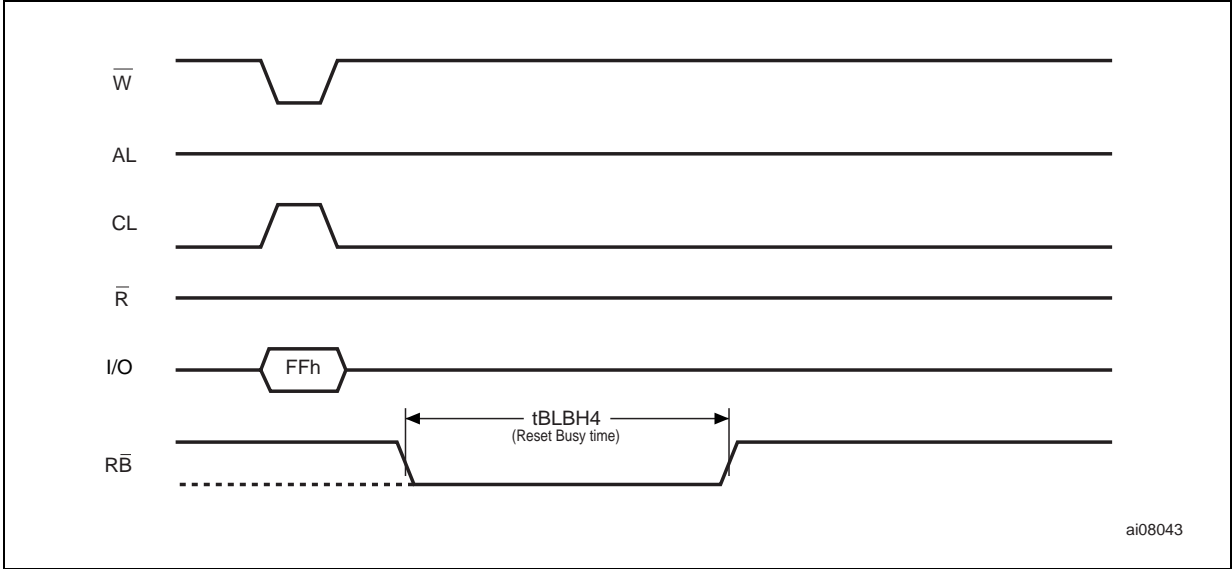 W̅
AL
CL
R̅
I/O
FFh
tBLBH4
(Reset Busy time)
RB̅
ai08043